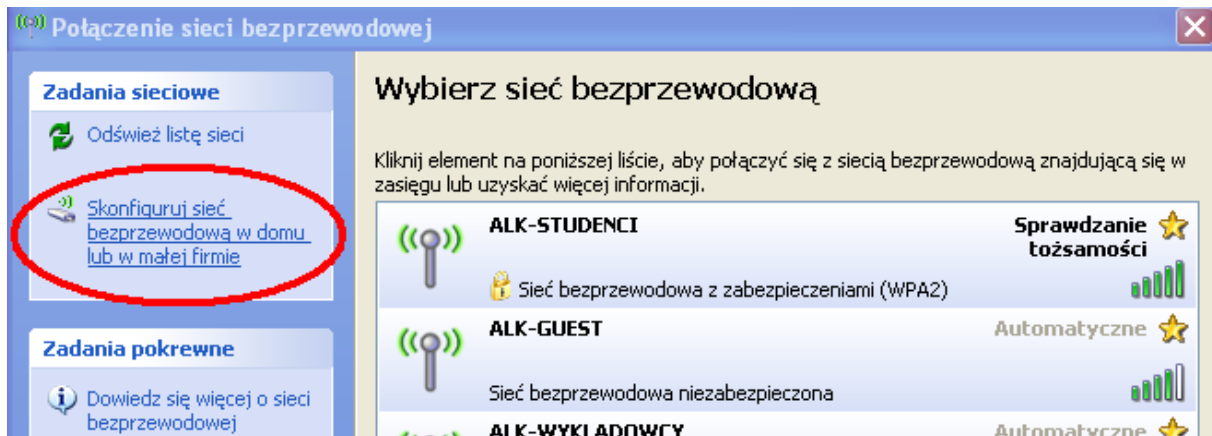 Połączenie sieci bezprzewodowej
Zadania sieciowe
Odśwież listę sieci
Skonfiguruj sieć
bezprzewodową w domu
lub w małej firmie
Zadania pokrewne
Dowiedz się więcej o sieci
bezprzewodowej
Wybierz sieć bezprzewodową
Kliknij element na poniższej liście, aby połączyć się z siecią bezprzewodową znajdującą się w
zasięgu lub uzyskać więcej informacji.
ALK-STUDENCI
Sprawdzanie
tożsamości
Sieć bezprzewodowa z zabezpieczeniami (WPA2)
ALK-GUEST
Automatyczne
Sieć bezprzewodowa niezabezpieczona
ALK-WYKLADOWCY
Automatyczne